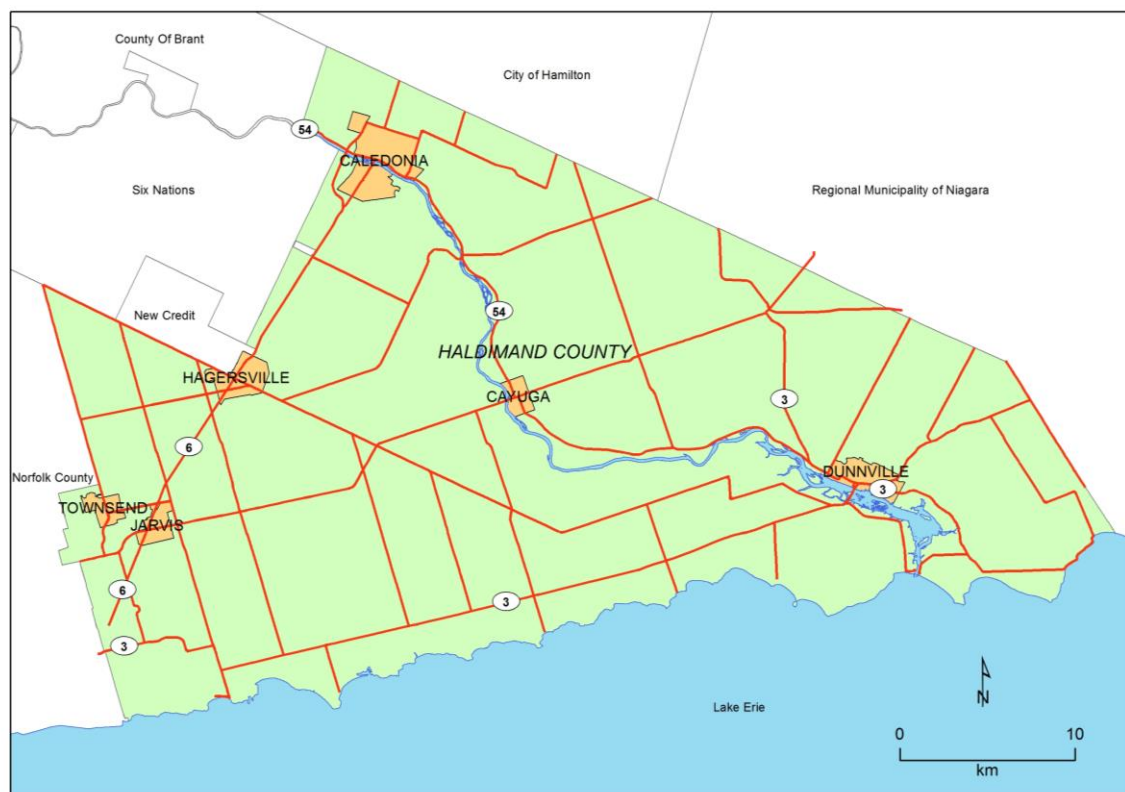 County Of Brant
City of Hamilton
54
CALEDONIA
Six Nations
Regional Municipality of Niagara
New Credit
54
HALDIMAND COUNTY
HAGERSVILLE
CAYUGA
3
6
Norfolk County
DUNNVILLE
3
TOWNSEND
JARVIS
6
3
3
N
Lake Erie
0 10
km